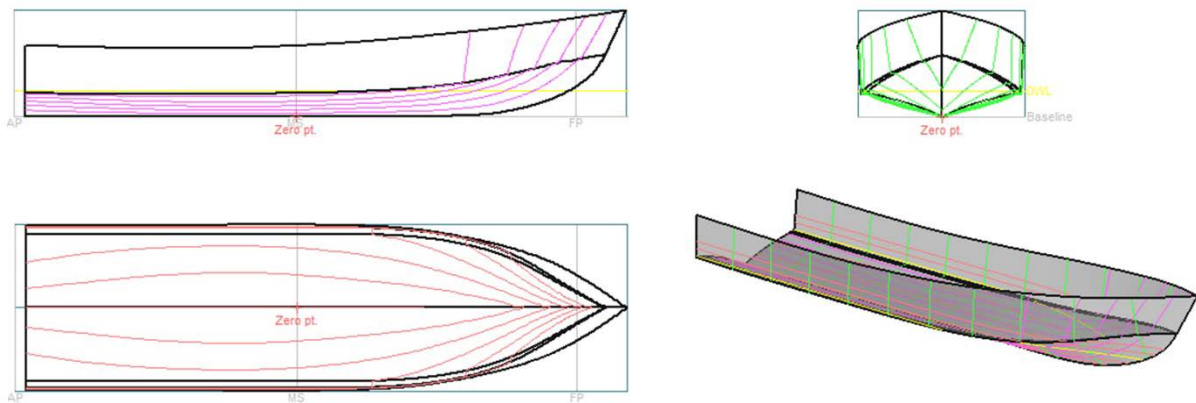 AP MS FP
Zero pt.
DWL
Baseline
Zero pt.
Zero pt.
AP MS FP